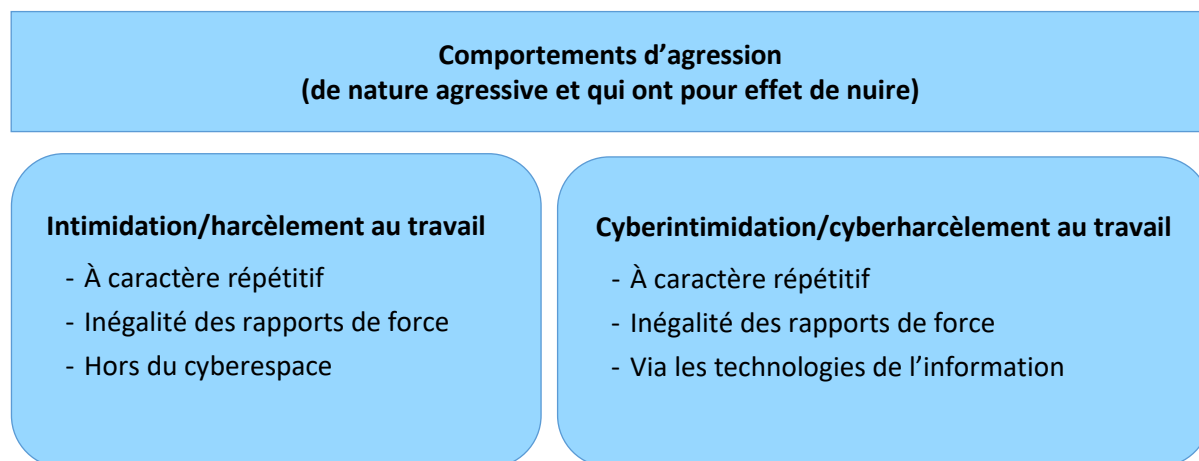 Comportements d’agression
(de nature agressive et qui ont pour effet de nuire)
Intimidation/harcèlement au travail
- À caractère répétitif
- Inégalité des rapports de force
- Hors du cyberespace
Cyberintimidation/cyberharcèlement au travail
- À caractère répétitif
- Inégalité des rapports de force
- Via les technologies de l’information